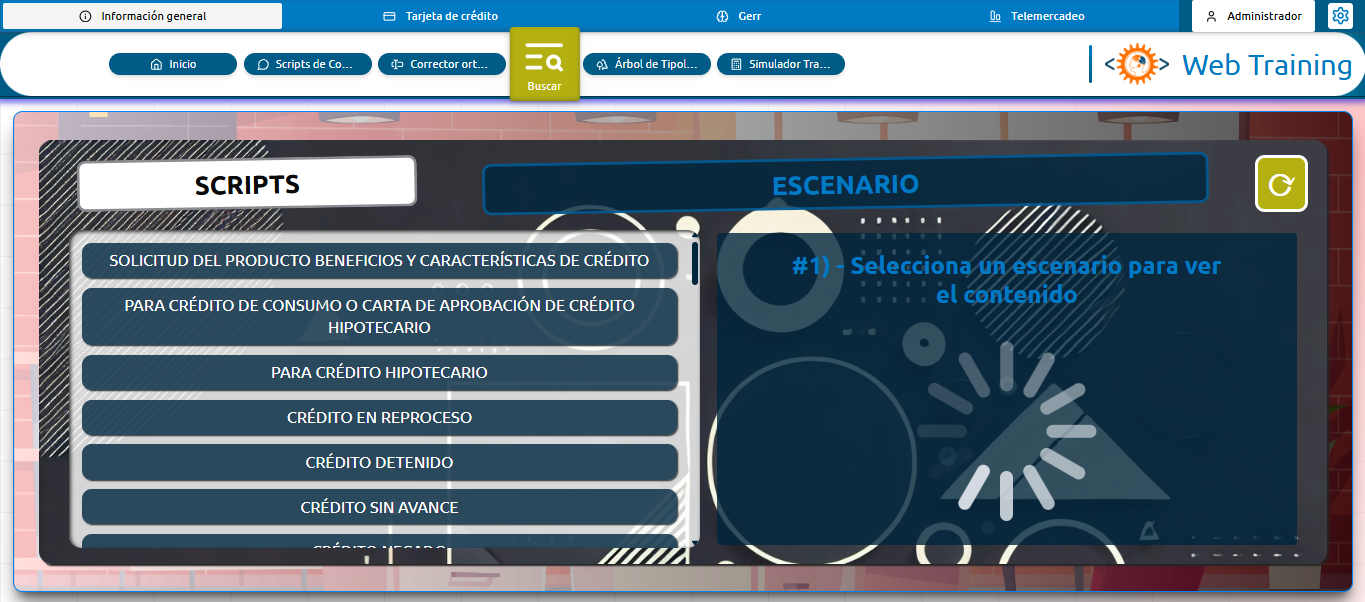 Información general
Tarjeta de crédito
Gerr
Telemercadeo
Administrador
Inicio
Scripts de Co...
Corrector ort...
Buscar
Árbol de Tipol...
Simulador Tra...
<> Web Training
SCRIPTS
ESCENARIO
SOLICITUD DEL PRODUCTO BENEFICIOS Y CARACTERÍSTICAS DE CRÉDITO
PARA CRÉDITO DE CONSUMO O CARTA DE APROBACIÓN DE CRÉDITO
HIPOTECARIO
PARA CRÉDITO HIPOTECARIO
CRÉDITO EN REPROCESO
CRÉDITO DETENIDO
CRÉDITO SIN AVANCE
CRÉDITO NEGADO
#1) - Selecciona un escenario para ver
el contenido